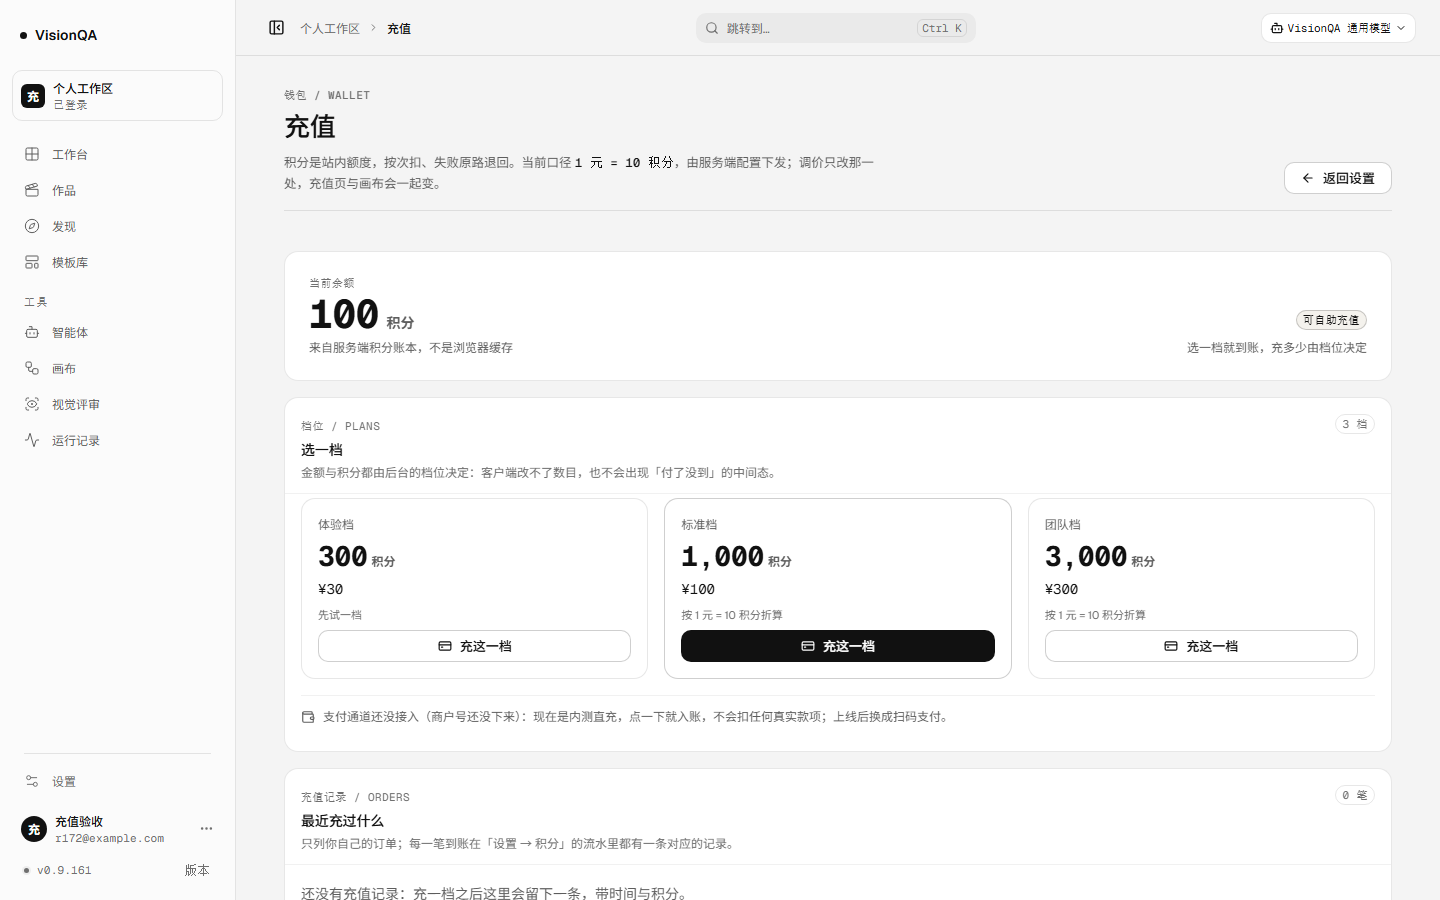 VisionQA
充
个人工作区
已登录
工作台
作品
发现
模板库
工具
智能体
画布
视觉评审
运行记录
设置
充
充值验收
r172@example.com
v0.9.161
版本
个人工作区
充值
跳转到…
Ctrl K
VisionQA 通用模型
钱包 / WALLET
充值
积分是站内额度，按次扣、失败原路退回。当前口径 1 元 = 10 积分，由服务端配置下发；调价只改那一
处，充值页与画布会一起变。
返回设置
当前余额
100 积分
来自服务端积分账本，不是浏览器缓存
可自助充值
选一档就到账，充多少由档位决定
档位 / PLANS
3 档
选一档
金额与积分都由后台的档位决定：客户端改不了数目，也不会出现「付了没到」的中间态。
体验档
300 积分
¥30
先试一档
充这一档
标准档
1,000 积分
¥100
按 1 元 = 10 积分折算
充这一档
团队档
3,000 积分
¥300
按 1 元 = 10 积分折算
充这一档
支付通道还没接入（商户号还没下来）：现在是内测直充，点一下就入账，不会扣任何真实款项；上线后换成扫码支付。
充值记录 / ORDERS
0 笔
最近充过什么
只列你自己的订单；每一笔到账在「设置 → 积分」的流水里都有一条对应的记录。
还没有充值记录：充一档之后这里会留下一条，带时间与积分。